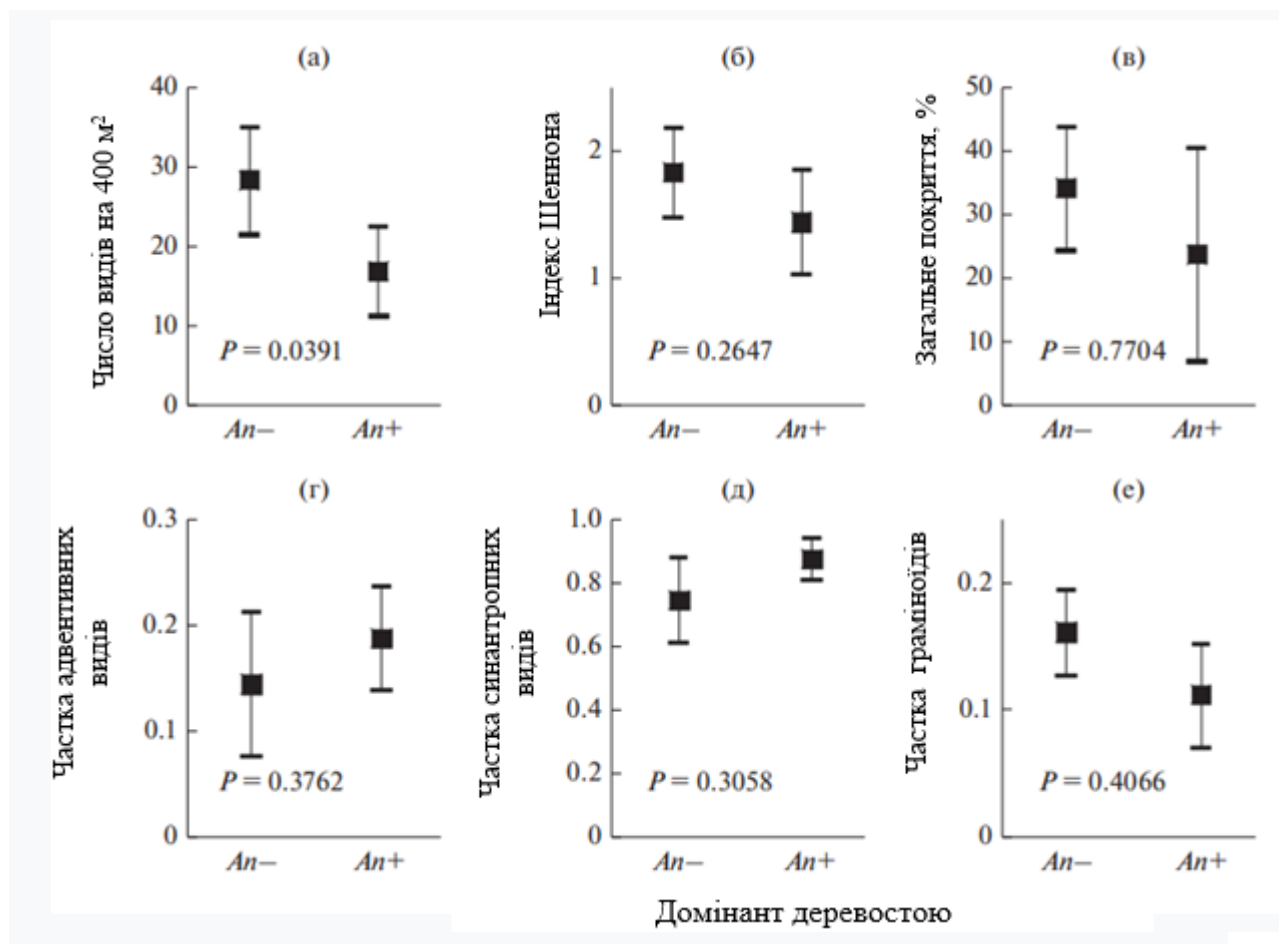 (а)
Число видів на 400 м²
40
30
20
10
0
P = 0.0391
An–
An+
(б)
Індекс Шеннона
2
1
0
P = 0.2647
An–
An+
(в)
Загальне покриття, %
50
40
30
20
10
0
P = 0.7704
An–
An+
(г)
Частка адвентивних
видів
0.3
0.2
0.1
0
P = 0.3762
An–
An+
(д)
Частка синантропних
видів
1.0
0.8
0.6
0.4
0.2
0
P = 0.3058
An–
An+
(е)
Частка граміноїдів
0.2
0.1
0
P = 0.4066
An–
An+
Домінант деревостою